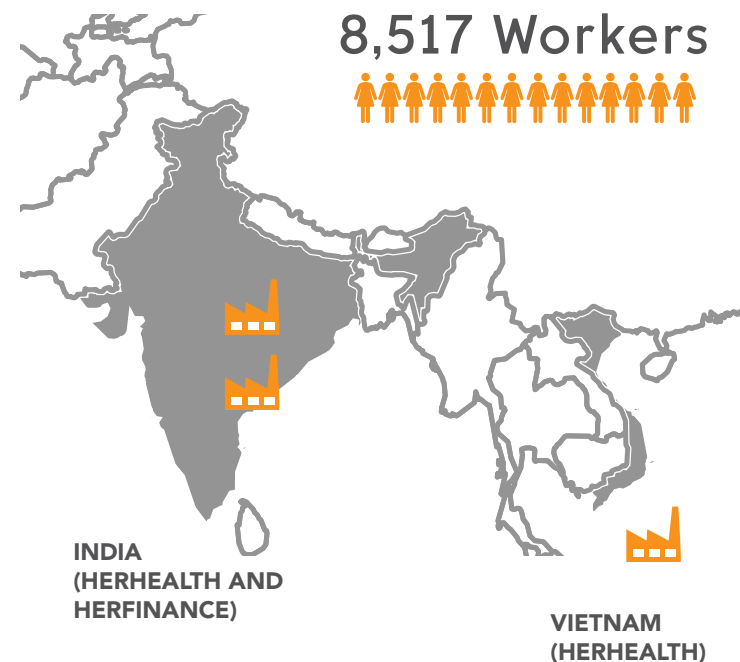 8,517 Workers
INDIA
(HERHEALTH AND
HERFINANCE)
VIETNAM
(HERHEALTH)